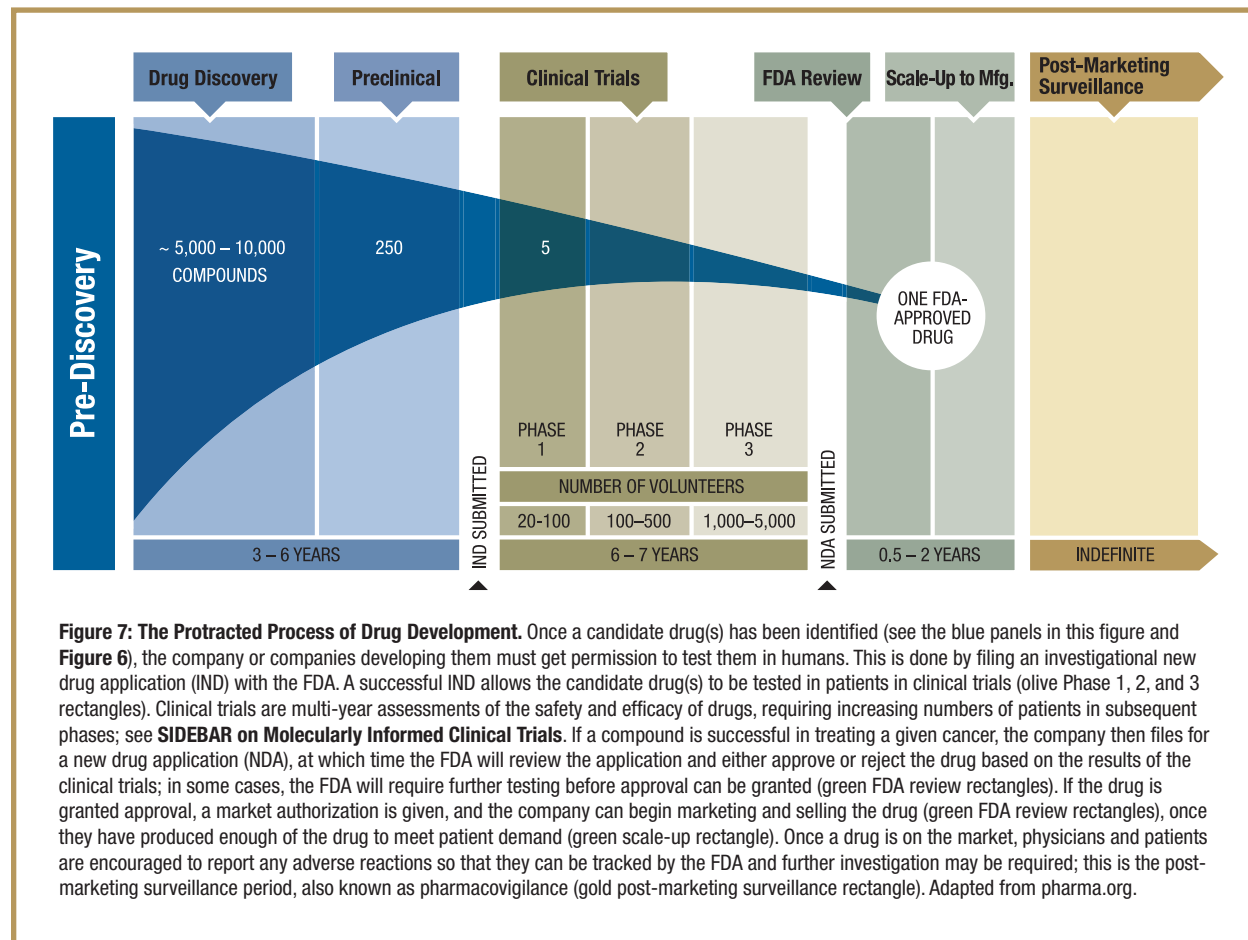 Drug Discovery
Preclinical
Clinical Trials
FDA Review
Scale-Up to Mfg.
Post-Marketing
Surveillance
Pre-Discovery
~ 5,000 – 10,000
COMPOUNDS
250
5
ONE FDA-
APPROVED
DRUG
PHASE
1
PHASE
2
PHASE
3
NUMBER OF VOLUNTEERS
20-100
100–500
1,000–5,000
IND SUBMITTED
NDA SUBMITTED
3 – 6 YEARS
6 – 7 YEARS
0.5 – 2 YEARS
INDEFINITE
Figure 7: The Protracted Process of Drug Development. Once a candidate drug(s) has been identified (see the blue panels in this figure and
Figure 6), the company or companies developing them must get permission to test them in humans. This is done by filing an investigational new
drug application (IND) with the FDA. A successful IND allows the candidate drug(s) to be tested in patients in clinical trials (olive Phase 1, 2, and 3
rectangles). Clinical trials are multi-year assessments of the safety and efficacy of drugs, requiring increasing numbers of patients in subsequent
phases; see SIDEBAR on Molecularly Informed Clinical Trials. If a compound is successful in treating a given cancer, the company then files for
a new drug application (NDA), at which time the FDA will review the application and either approve or reject the drug based on the results of the
clinical trials; in some cases, the FDA will require further testing before approval can be granted (green FDA review rectangles). If the drug is
granted approval, a market authorization is given, and the company can begin marketing and selling the drug (green FDA review rectangles), once
they have produced enough of the drug to meet patient demand (green scale-up rectangle). Once a drug is on the market, physicians and patients
are encouraged to report any adverse reactions so that they can be tracked by the FDA and further investigation may be required; this is the post-
marketing surveillance period, also known as pharmacovigilance (gold post-marketing surveillance rectangle). Adapted from pharma.org.